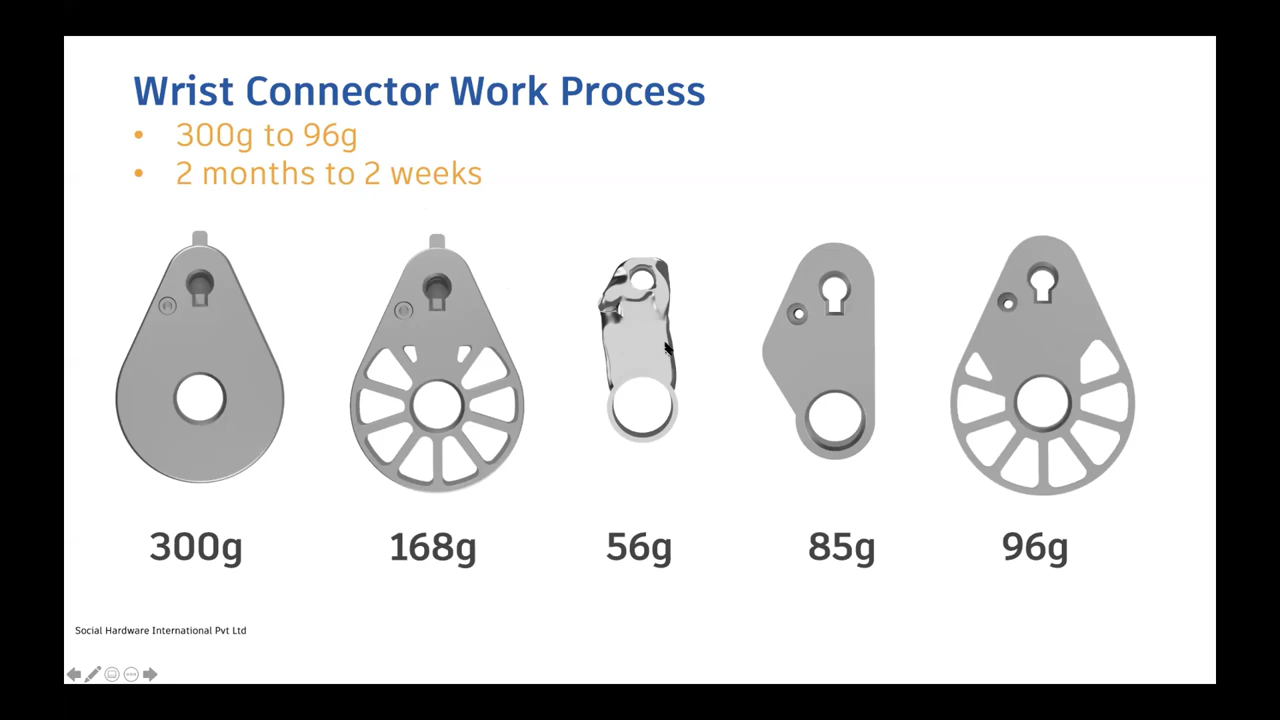 Wrist Connector Work Process
• 300g to 96g
• 2 months to 2 weeks
300g 168g 56g 85g 96g
Social Hardware International Pvt Ltd